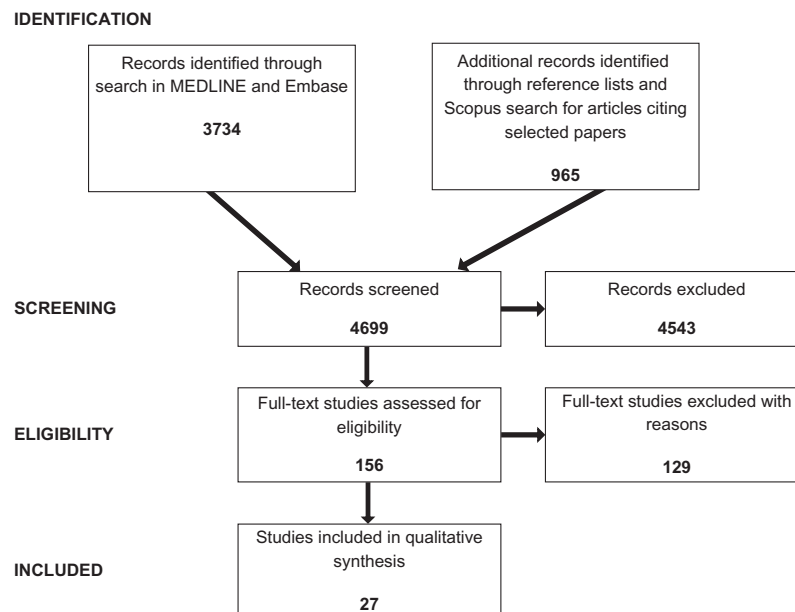 IDENTIFICATION
Records identified through
search in MEDLINE and Embase
3734
Additional records identified
through reference lists and
Scopus search for articles citing
selected papers
965
SCREENING
Records screened
4699
Records excluded
4543
ELIGIBILITY
Full-text studies assessed for
eligibility
156
Full-text studies excluded with
reasons
129
INCLUDED
Studies included in qualitative
synthesis
27